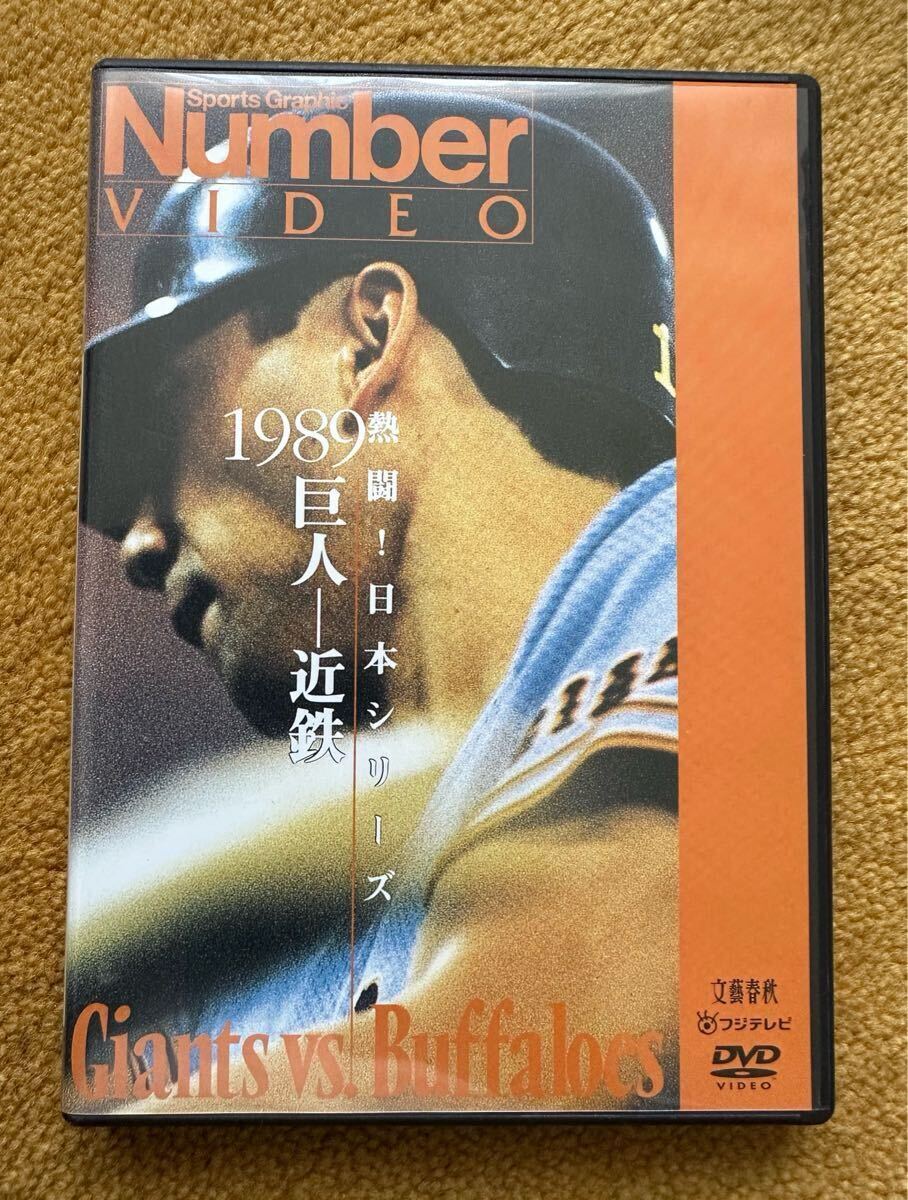 Sports Graphic
Number
VIDEO
熱闘!日本シリーズ
1989
巨人―近鉄
Giants vs. Buffaloes
文藝春秋
フジテレビ
DVD
VIDEO™